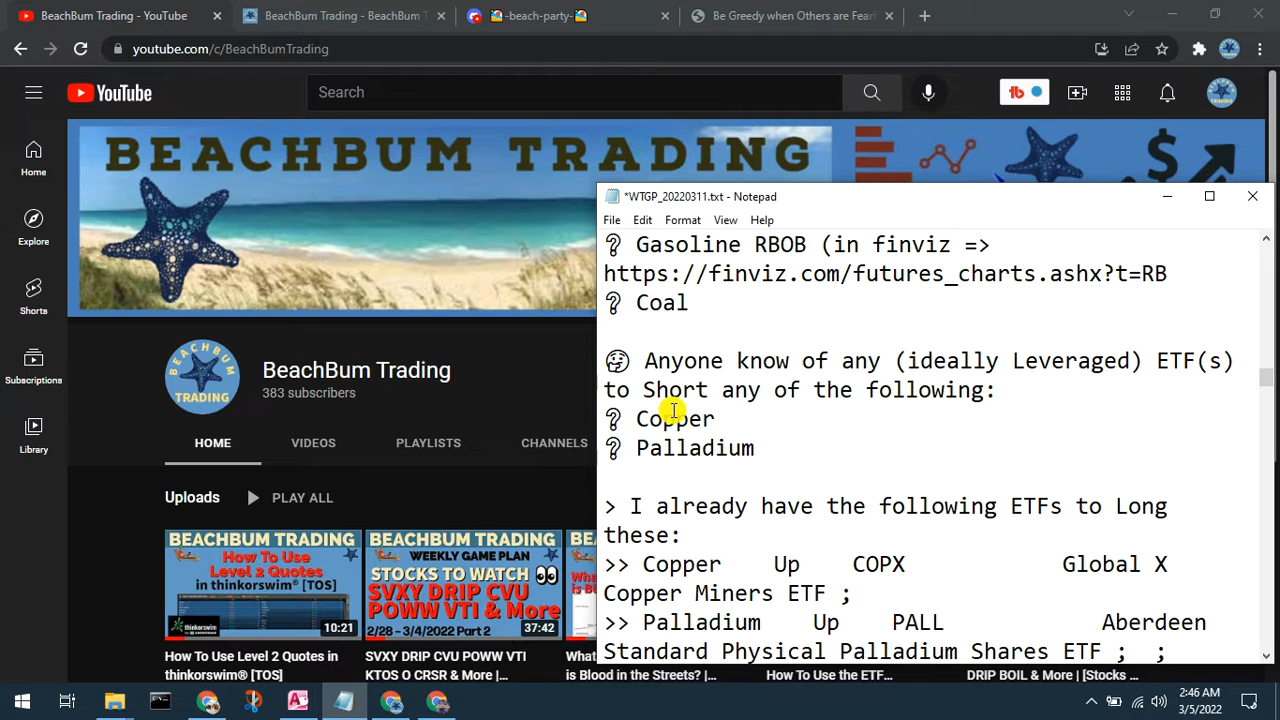 BeachBum Trading - YouTube
BeachBum Trading - BeachBum T
-beach-party-
Be Greedy when Others are Fearf
youtube.com/c/BeachBumTrading
YouTube
Search
BEACHBUM TRADING
Home
Explore
Shorts
Subscriptions
Library
BEACHBUM
TRADING
BeachBum Trading
383 subscribers
HOME
VIDEOS
PLAYLISTS
CHANNELS
Uploads
PLAY ALL
BEACHBUM TRADING
How To Use
Level 2 Quotes
in thinkorswim® [TOS]
thinkorswim
10:21
How To Use Level 2 Quotes in
thinkorswim [TOS]
BEACHBUM TRADING
WEEKLY GAME PLAN
STOCKS TO WATCH
SVXY DRIP CVU
POWW VTI & More
2/28 - 3/4/2022 Part 2
37:42
SVXY DRIP CVU POWW VTI
KTOS O CRSR & More | ...
is Blood in the Streets? |...
How To Use the ETF...
DRIP BOIL & More | [Stocks ...
*WTGP_20220311.txt - Notepad
File Edit Format View Help
? Gasoline RBOB (in finviz =>
https://finviz.com/futures_charts.ashx?t=RB
? Coal
Anyone know of any (ideally Leveraged) ETF(s)
to Short any of the following:
? Copper
? Palladium
> I already have the following ETFs to Long
these:
>> Copper Up COPX Global X
Copper Miners ETF ;
>> Palladium Up PALL Aberdeen
Standard Physical Palladium Shares ETF ; ;
2:46 AM
3/5/2022